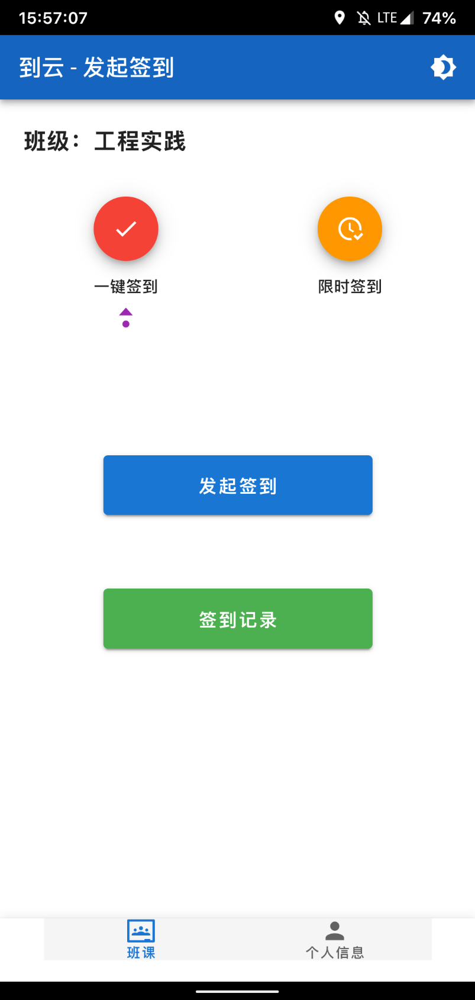 15:57:07 LTE 74%
到云 - 发起签到
班级：工程实践
一键签到 限时签到
发起签到
签到记录
班课 个人信息